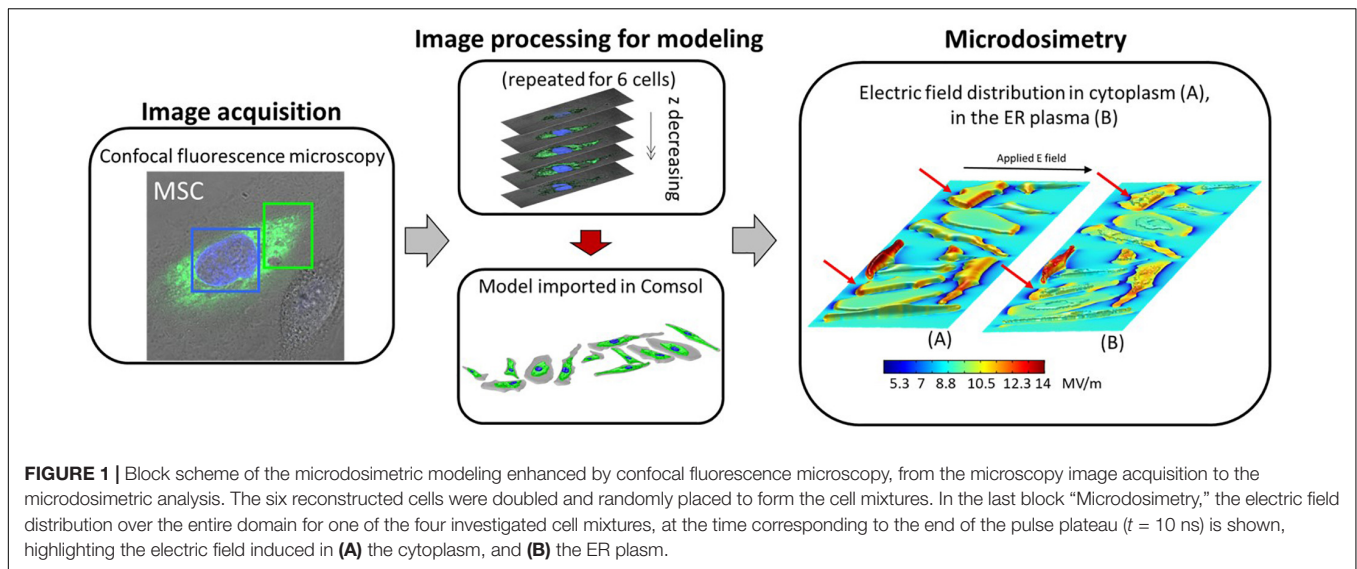 Image acquisition
Confocal fluorescence microscopy
MSC
Image processing for modeling
(repeated for 6 cells)
z decreasing
Model imported in Comsol
Microdosimetry
Electric field distribution in cytoplasm (A),
in the ER plasma (B)
Applied E field
(A)
(B)
5.3 7 8.8 10.5 12.3 14 MV/m
FIGURE 1 | Block scheme of the microdosimetric modeling enhanced by confocal fluorescence microscopy, from the microscopy image acquisition to the
microdosimetric analysis. The six reconstructed cells were doubled and randomly placed to form the cell mixtures. In the last block “Microdosimetry,” the electric field
distribution over the entire domain for one of the four investigated cell mixtures, at the time corresponding to the end of the pulse plateau (t = 10 ns) is shown,
highlighting the electric field induced in (A) the cytoplasm, and (B) the ER plasm.